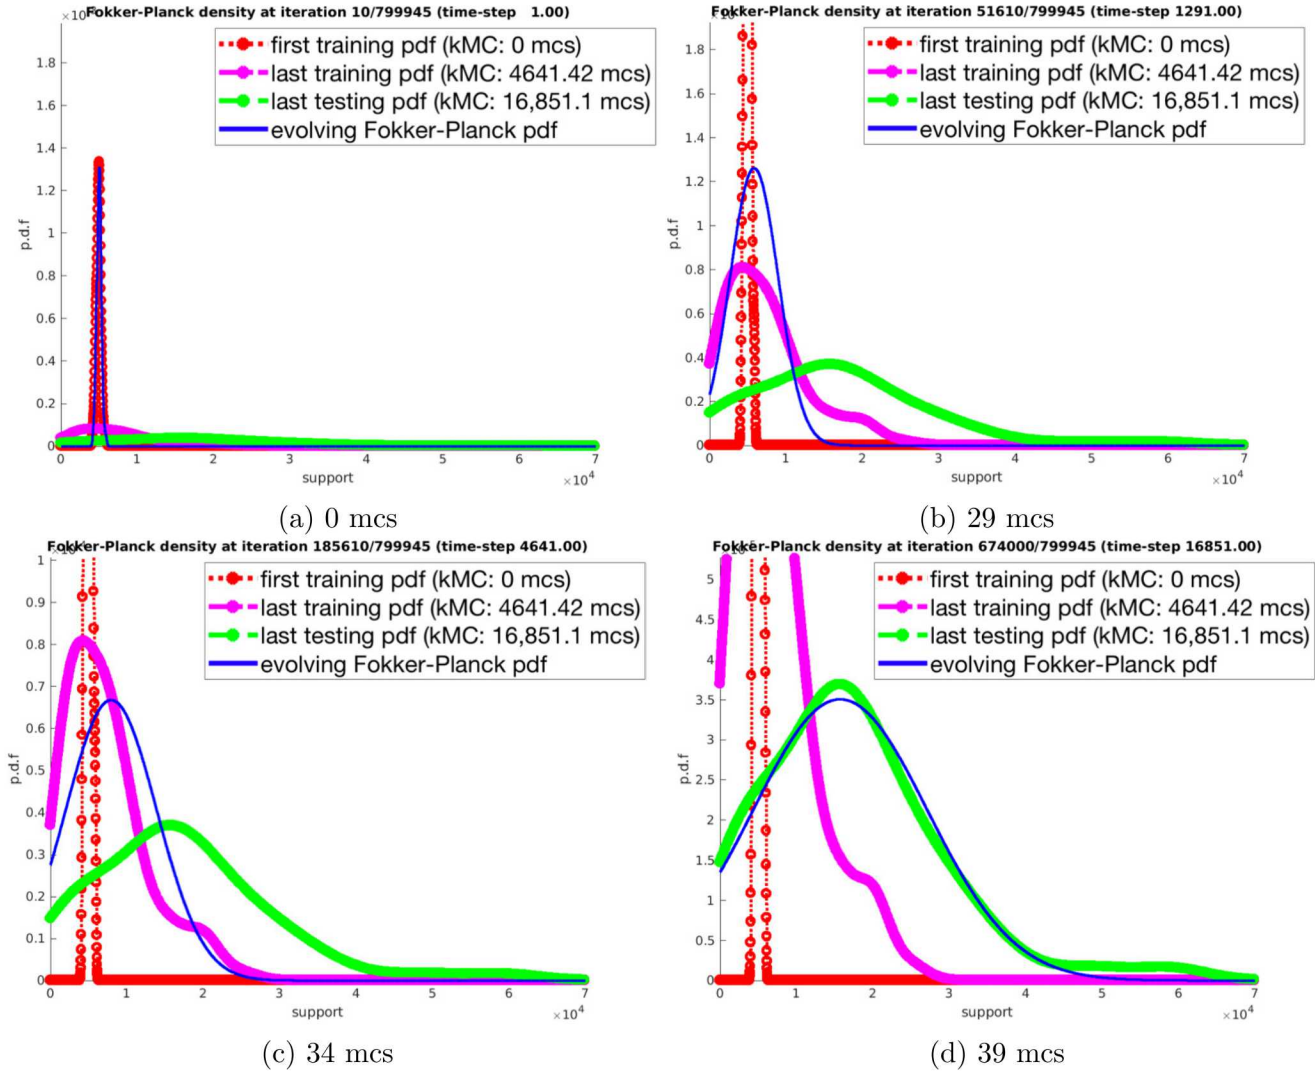 Fokker-Planck density at iteration 10/799945 (time-step 1.00)
first training pdf (kMC: 0 mcs)
last training pdf (kMC: 4641.42 mcs)
last testing pdf (kMC: 16,851.1 mcs)
evolving Fokker-Planck pdf
1.8
1.6
1.4
1.2
1
0.8
0.6
0.4
0.2
0
p.d.f
0 1 2 3 4 5 6 7
support
×10⁴
(a) 0 mcs
Fokker-Planck density at iteration 51610/799945 (time-step 1291.00)
first training pdf (kMC: 0 mcs)
last training pdf (kMC: 4641.42 mcs)
last testing pdf (kMC: 16,851.1 mcs)
evolving Fokker-Planck pdf
1.8
1.6
1.4
1.2
1
0.8
0.6
0.4
0.2
0
p.d.f
0 1 2 3 4 5 6 7
support
×10⁴
(b) 29 mcs
Fokker-Planck density at iteration 185610/799945 (time-step 4641.00)
first training pdf (kMC: 0 mcs)
last training pdf (kMC: 4641.42 mcs)
last testing pdf (kMC: 16,851.1 mcs)
evolving Fokker-Planck pdf
1
0.9
0.8
0.7
0.6
0.5
0.4
0.3
0.2
0.1
0
p.d.f
0 1 2 3 4 5 6 7
support
×10⁴
(c) 34 mcs
Fokker-Planck density at iteration 674000/799945 (time-step 16851.00)
first training pdf (kMC: 0 mcs)
last training pdf (kMC: 4641.42 mcs)
last testing pdf (kMC: 16,851.1 mcs)
evolving Fokker-Planck pdf
5
4.5
4
3.5
3
2.5
2
1.5
1
0.5
0
p.d.f
0 1 2 3 4 5 6 7
support
×10⁴
(d) 39 mcs